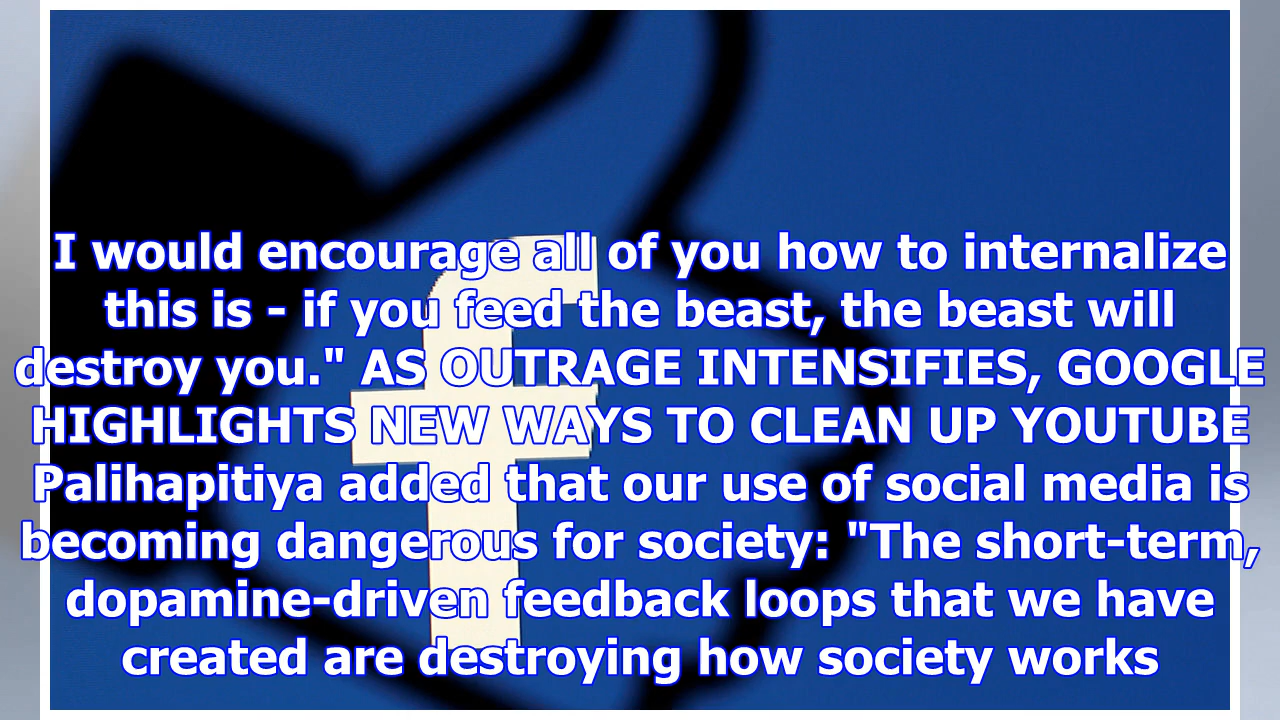 I would encourage all of you how to internalize
this is - if you feed the beast, the beast will
destroy you." AS OUTRAGE INTENSIFIES, GOOGLE
HIGHLIGHTS NEW WAYS TO CLEAN UP YOUTUBE
Palihapitiya added that our use of social media is
becoming dangerous for society: "The short-term,
dopamine-driven feedback loops that we have
created are destroying how society works